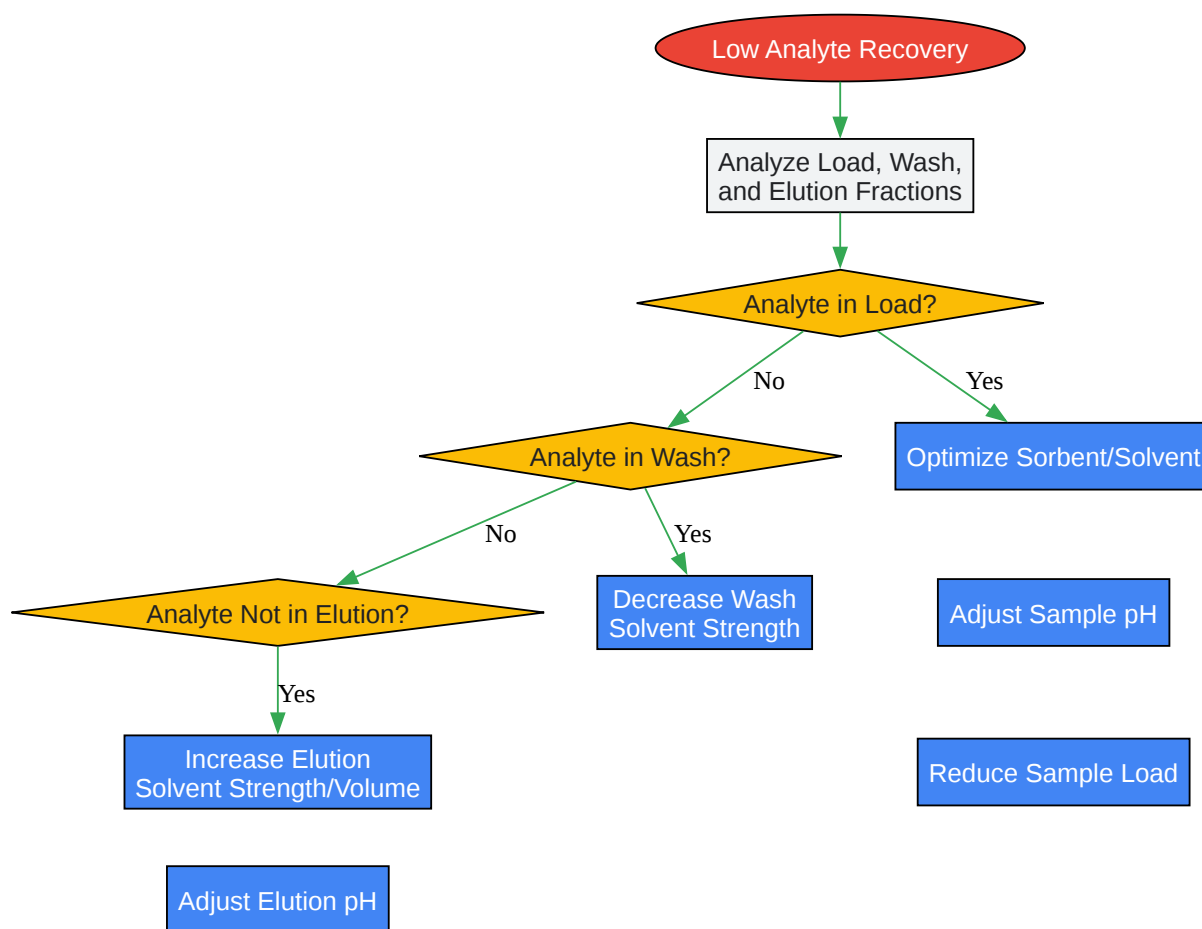 Low Analyte Recovery
Analyze Load, Wash,
and Elution Fractions
Analyte in Load?
No
Yes
Analyte in Wash?
Optimize Sorbent/Solvent
No
Yes
Analyte Not in Elution?
Decrease Wash
Solvent Strength
Adjust Sample pH
Yes
Increase Elution
Solvent Strength/Volume
Reduce Sample Load
Adjust Elution pH